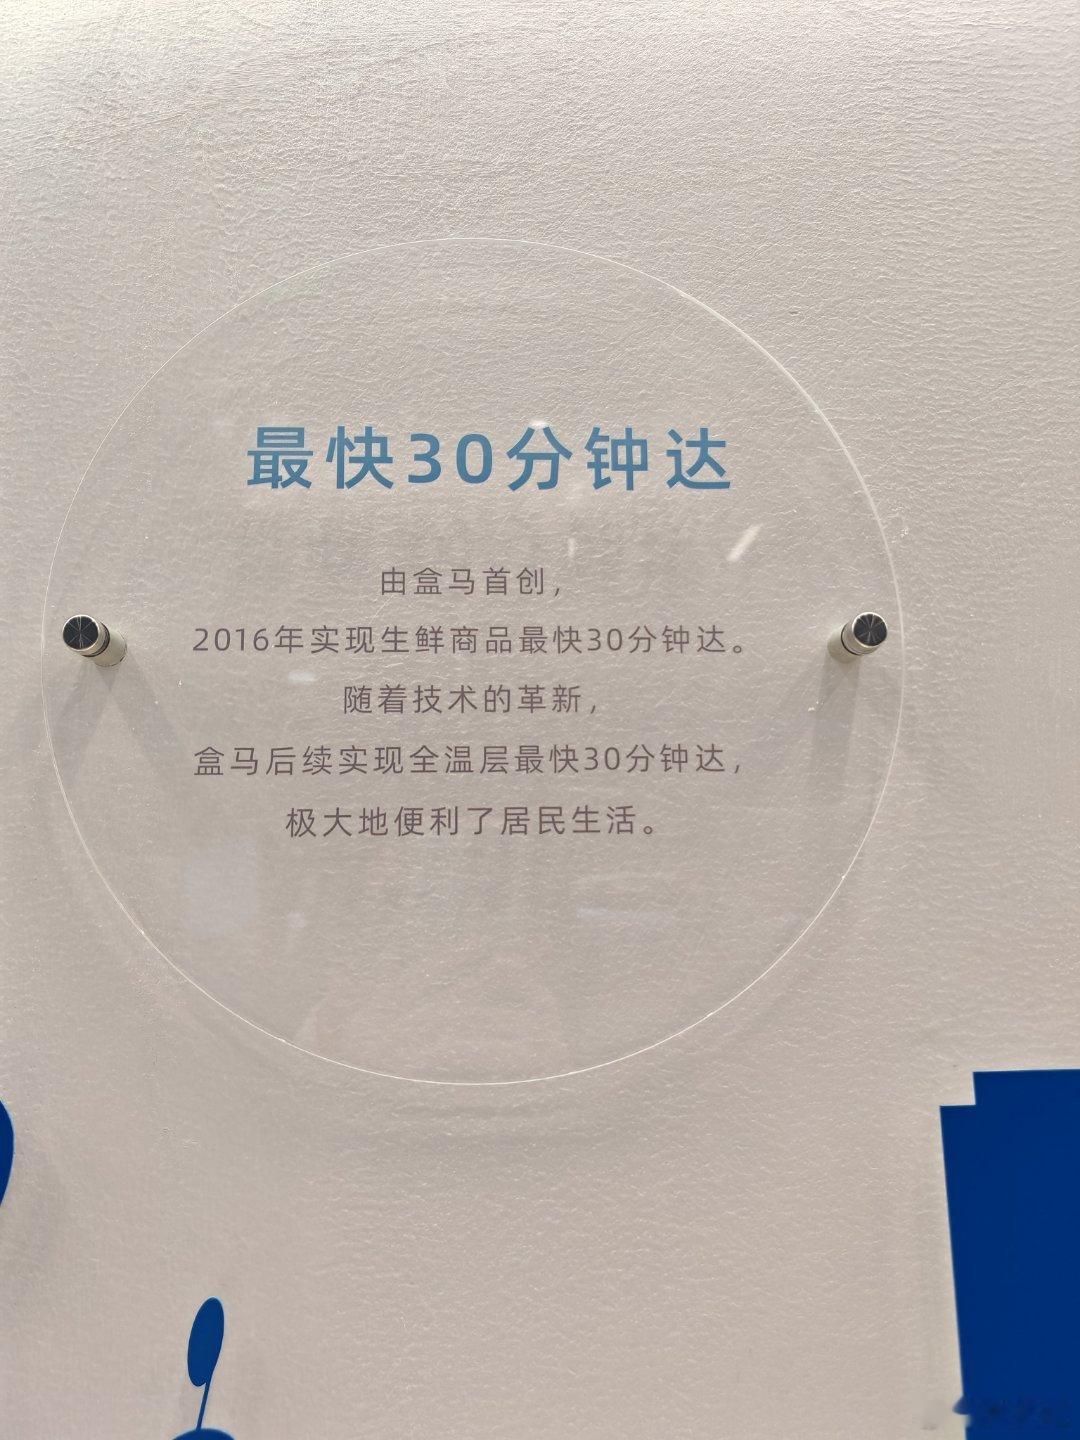 最快30分钟达
由盒马首创，
2016年实现生鲜商品最快30分钟达。
随着技术的革新，
盒马后续实现全温层最快30分钟达，
极大地便利了居民生活。